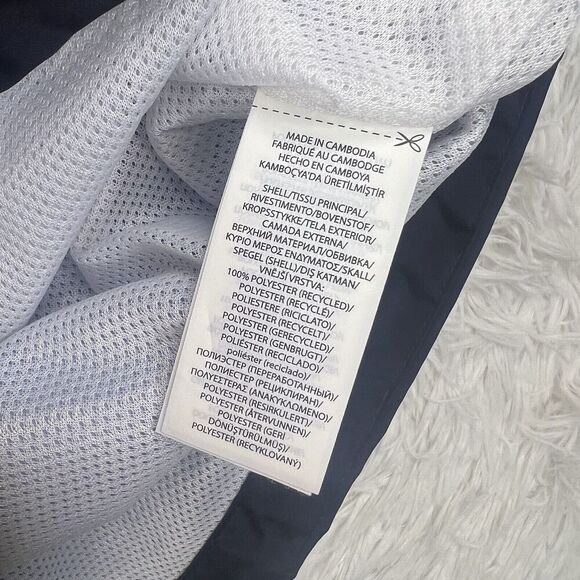 MADE IN CAMBODIA
FABRIQUÉ AU CAMBODGE
HECHO EN CAMBOYA
KAMBOÇYA'DA ÜRETİLMİŞTİR
SHELL/TISSU PRINCIPAL/
RIVESTIMENTO/BOVENSTOF/
KROPSSTYKKE/TELA EXTERIOR/
CAMADA EXTERNA/
ВЕРХНИЙ МАТЕРИАЛ/ОБВИВКА/
ΚΥΡΙΟ ΜΕΡΟΣ ΕΝΔΥΜΑΤΟΣ/SKALL/
SPEGEL (SHELL)/DIŞ KATMAN/
VNĚJŠÍ VRSTVA:
100% POLYESTER (RECYCLED)/
POLYESTER (RECYCLÉ)/
POLIESTERE (RICICLATO)/
POLYESTER (RECYCELT)/
POLYESTER (GERECYCLED)/
POLYESTER (GENBRUGT)/
POLIÉSTER (RECICLADO)/
poliéster (reciclado)/
ПОЛИЭСТЕР (ПЕРЕРАБОТАННЫЙ)/
ПОЛИЕСТЕР (РЕЦИКЛИРАН)/
ΠΟΛΥΕΣΤΕΡΑΣ (ΑΝΑΚΥΚΛΩΜΕΝΟ)/
POLYESTER (RESIRKULERT)/
POLYESTER (ÅTERVUNNEN)/
POLYESTER (GERI
DÖNÜŞTÜRÜLMÜŞ)/
POLYESTER (RECYKLOVANÝ)